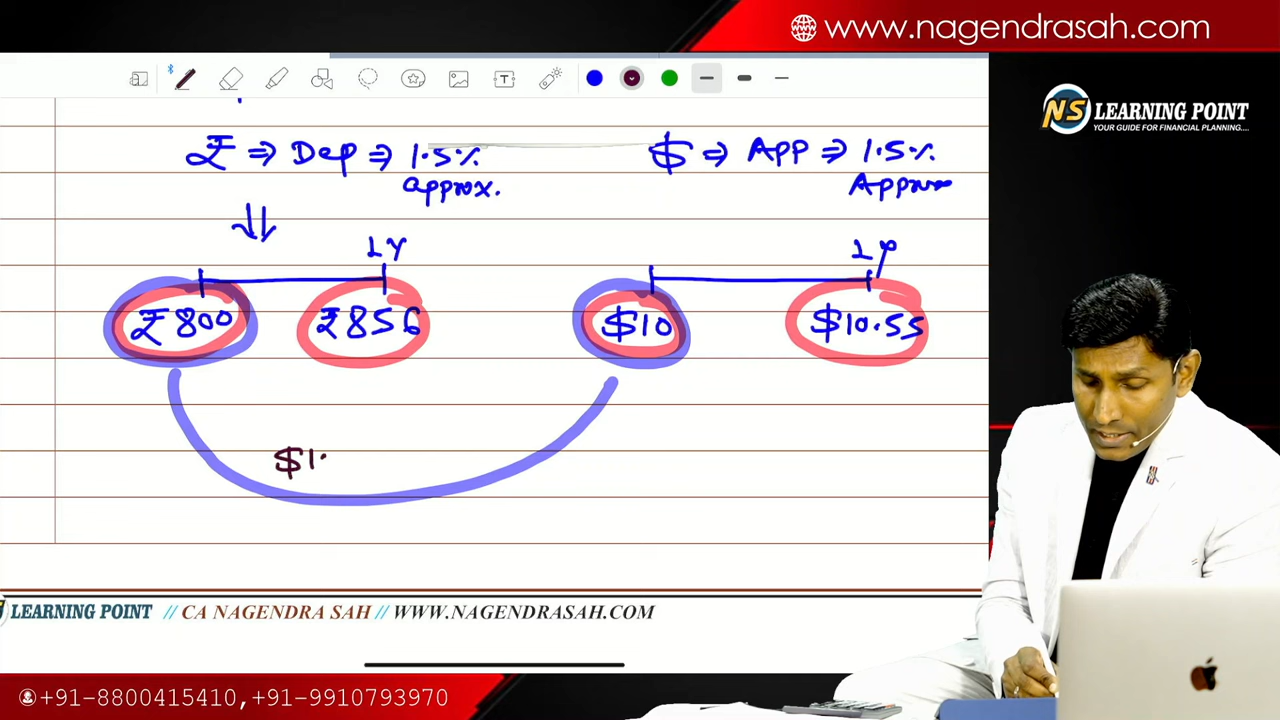 www.nagendrasah.com
NS LEARNING POINT
YOUR GUIDE FOR FINANCIAL PLANNING....
₹ ⇒ Dep ⇒ 1.5% approx.
$ ⇒ App ⇒ 1.5% Approx
1Y
1Y
₹800
₹856
$10
$10.55
$1.
LEARNING POINT // CA NAGENDRA SAH // WWW.NAGENDRASAH.COM
+91-8800415410,+91-9910793970